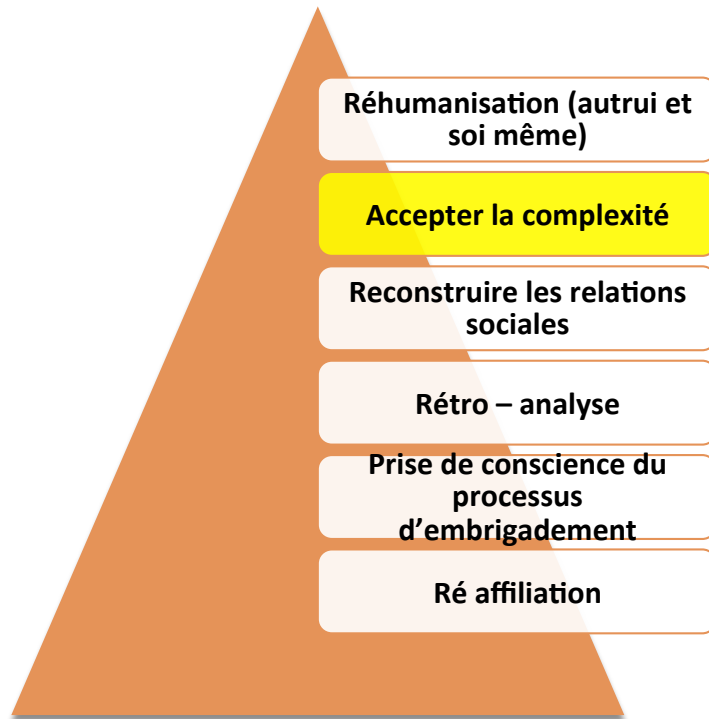 Réhumanisation (autrui et
soi même)
Accepter la complexité
Reconstruire les relations
sociales
Rétro – analyse
Prise de conscience du
processus
d’embrigadement
Ré affiliation